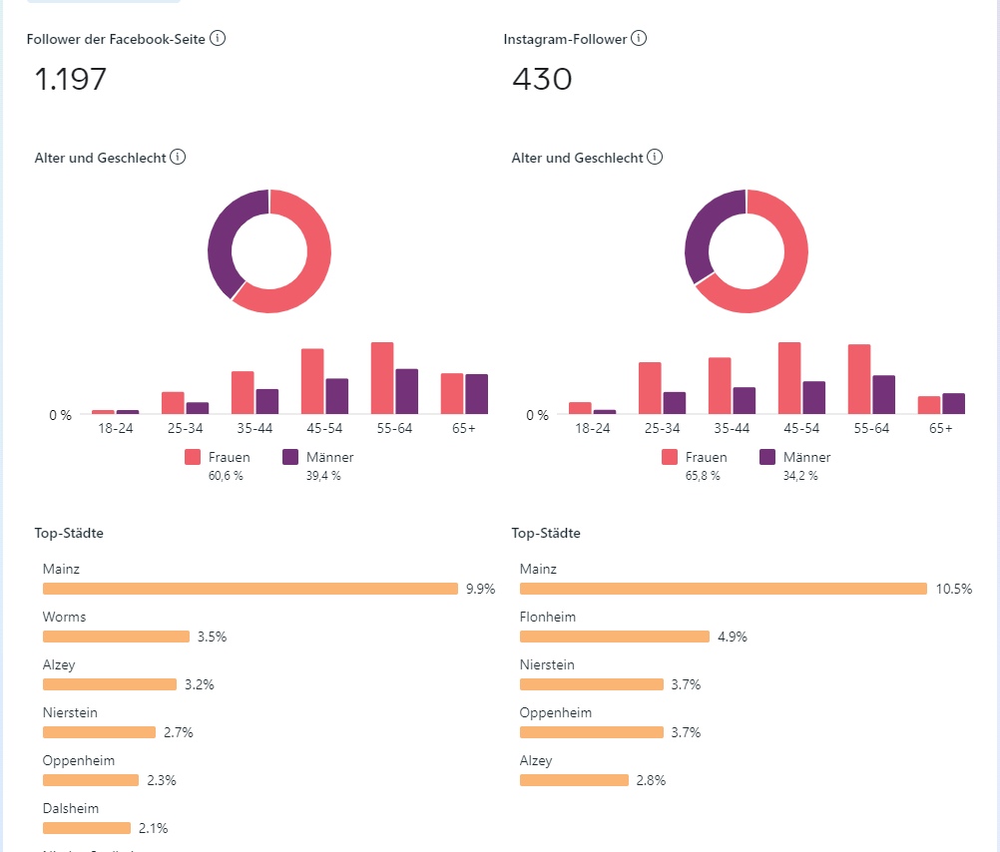 Follower der Facebook-Seite
1.197
Alter und Geschlecht
0 %
18-24 25-34 35-44 45-54 55-64 65+
Frauen Männer
60,6 % 39,4 %
Top-Städte
Mainz
9.9%
Worms
3.5%
Alzey
3.2%
Nierstein
2.7%
Oppenheim
2.3%
Dalsheim
2.1%
Instagram-Follower
430
Alter und Geschlecht
0 %
18-24 25-34 35-44 45-54 55-64 65+
Frauen Männer
65,8 % 34,2 %
Top-Städte
Mainz
10.5%
Flonheim
4.9%
Nierstein
3.7%
Oppenheim
3.7%
Alzey
2.8%